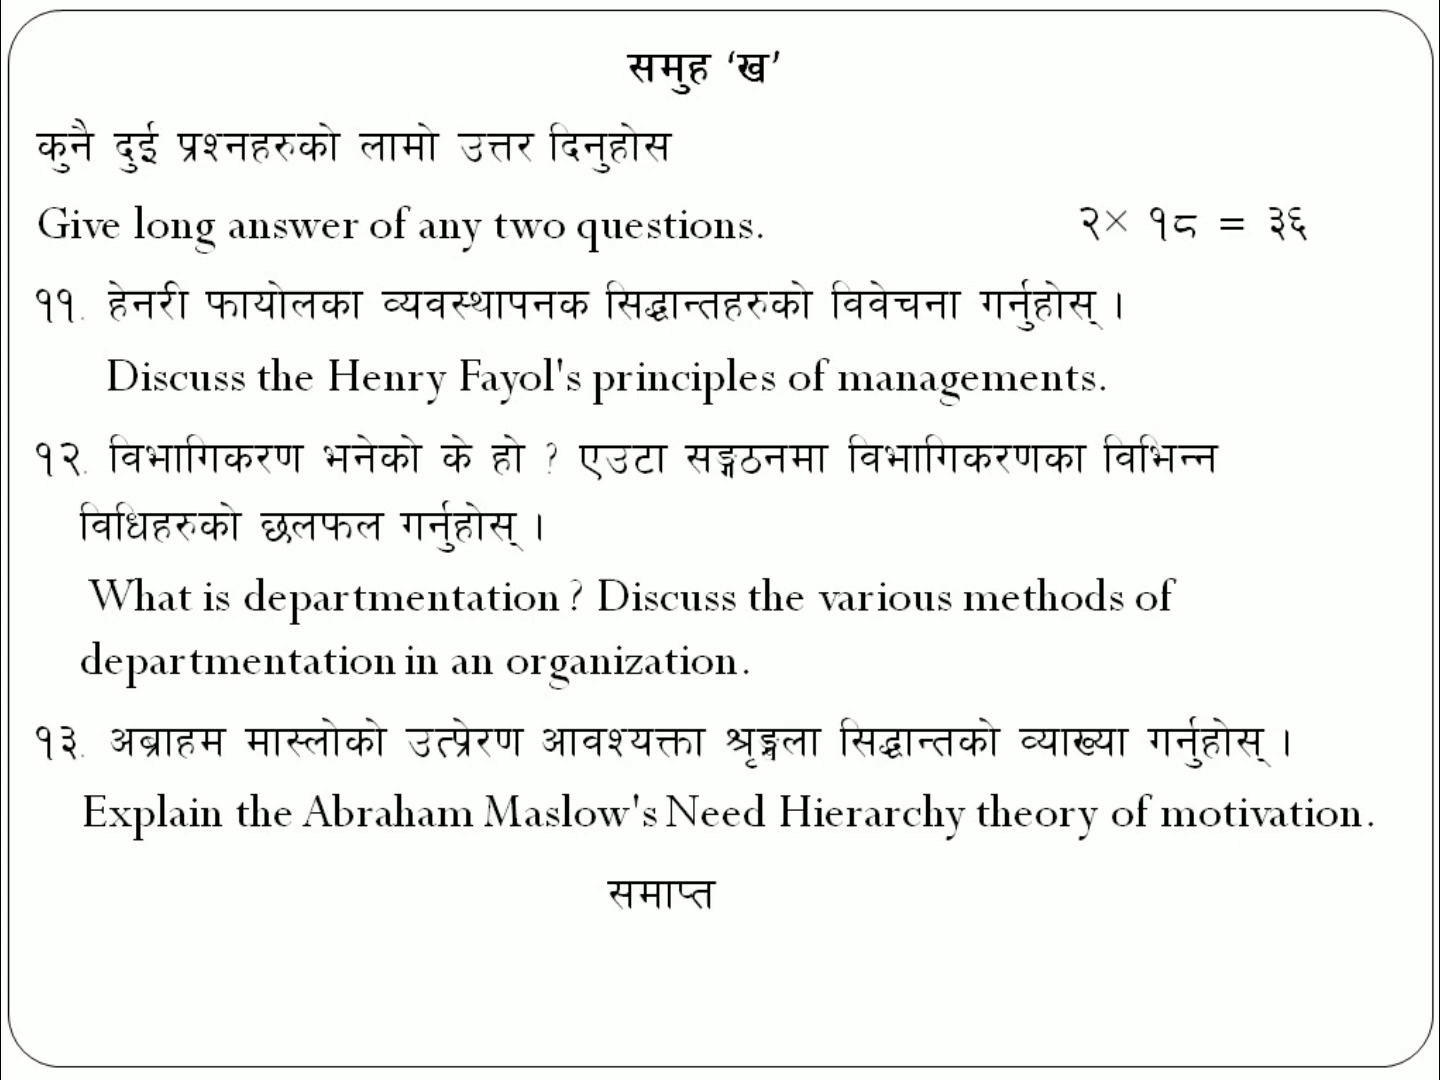 समुह ‘ख’
कुनै दुई प्रश्नहरुको लामो उत्तर दिनुहोस
Give long answer of any two questions. २× १८ = ३६
११. हेनरी फायोलका व्यवस्थापनक सिद्धान्तहरुको विवेचना गर्नुहोस् ।
Discuss the Henry Fayol's principles of managements.
१२. विभागिकरण भनेको के हो ? एउटा सङ्गठनमा विभागिकरणका विभिन्न
विधिहरुको छलफल गर्नुहोस् ।
What is departmentation ? Discuss the various methods of
departmentation in an organization.
१३. अब्राहम मास्लोको उत्प्रेरण आवश्यक्ता श्रृङ्खला सिद्धान्तको व्याख्या गर्नुहोस् ।
Explain the Abraham Maslow's Need Hierarchy theory of motivation.
समाप्त